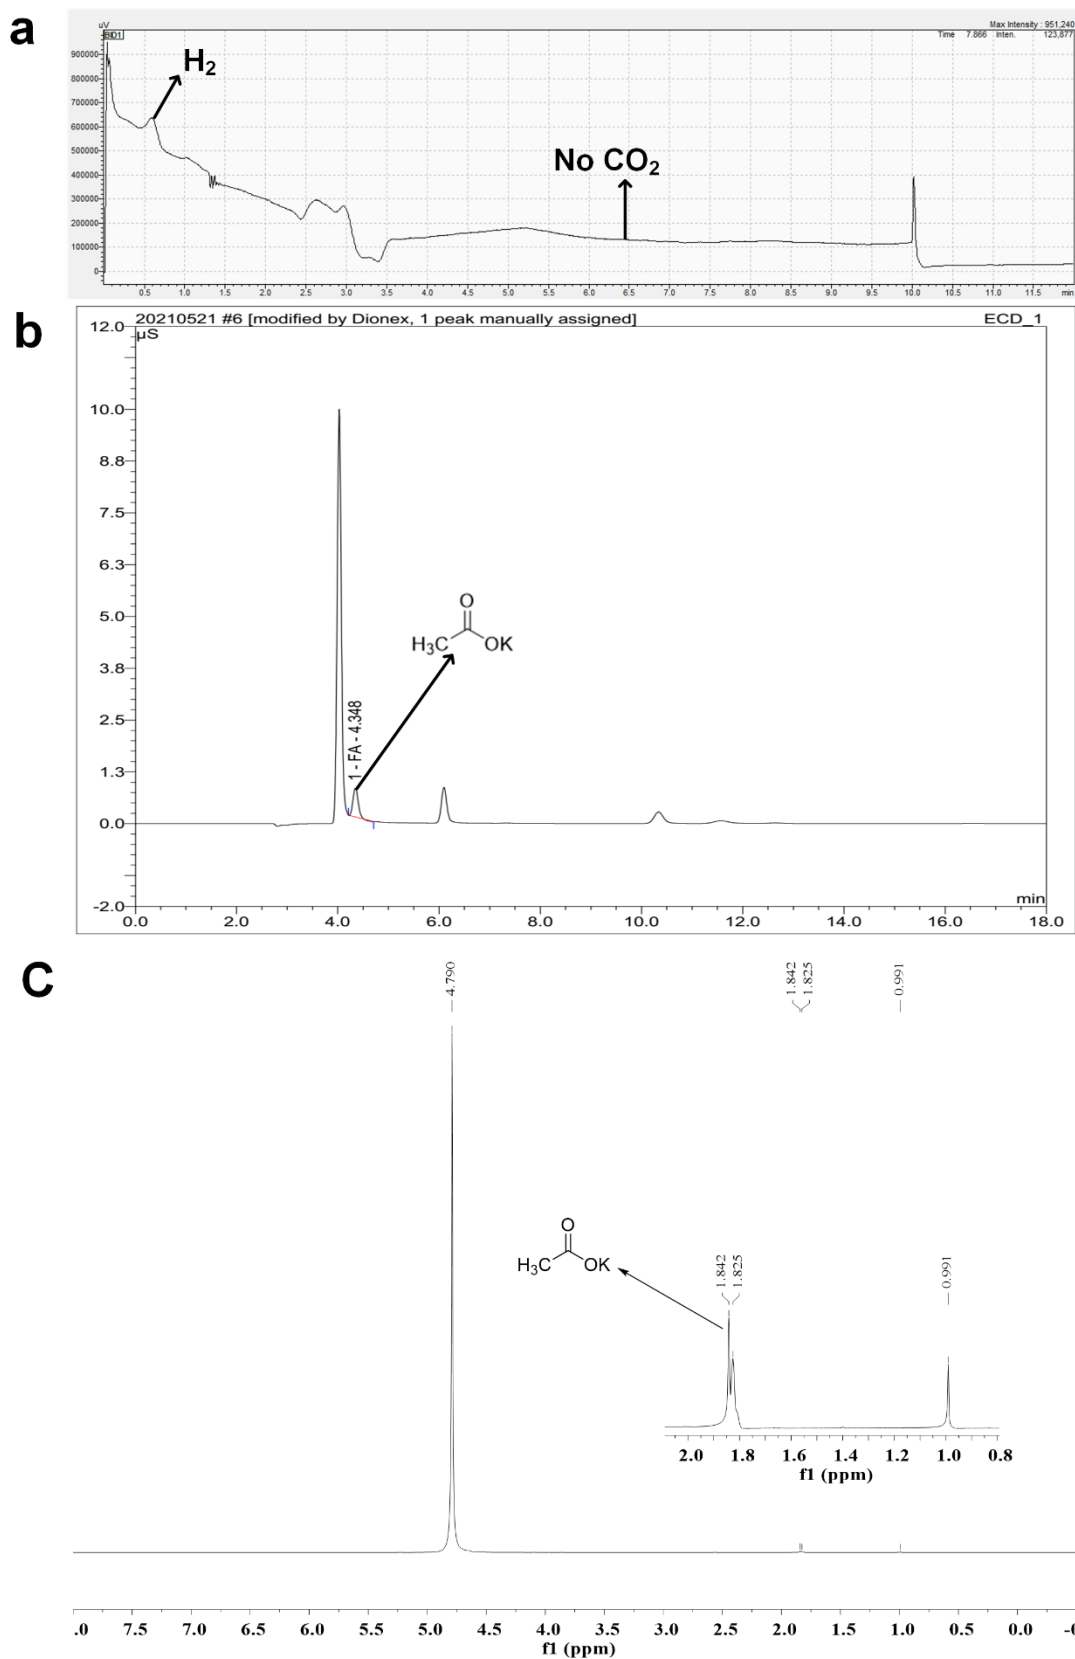 a
uV
BID1
Max Intensity : 951,240
Time 7.866 Inten. 123,877
H2
No CO2
900000
800000
700000
600000
500000
400000
300000
200000
100000
0
0.5 1.0 1.5 2.0 2.5 3.0 3.5 4.0 4.5 5.0 5.5 6.0 6.5 7.0 7.5 8.0 8.5 9.0 9.5 10.0 10.5 11.0 11.5 min
b
20210521 #6 [modified by Dionex, 1 peak manually assigned] ECD_1
µS
12.0
10.0
8.8
7.5
6.3
5.0
3.8
2.5
1.3
0.0
-2.0
O
H3C OK
1 - FA - 4.348
min
0.0 2.0 4.0 6.0 8.0 10.0 12.0 14.0 16.0 18.0
C
4.790
1.842
1.825
0.991
O
H3C OK
1.842
1.825
0.991
2.0 1.8 1.6 1.4 1.2 1.0 0.8
f1 (ppm)
.0 7.5 7.0 6.5 6.0 5.5 5.0 4.5 4.0 3.5 3.0 2.5 2.0 1.5 1.0 0.5 0.0 -0
f1 (ppm)